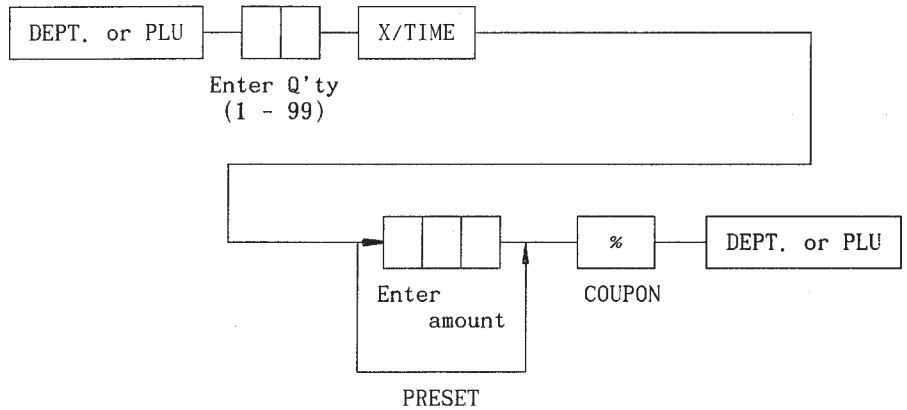 DEPT. or PLU
X/TIME
Enter Q'ty
(1 - 99)
%
DEPT. or PLU
Enter
amount
COUPON
PRESET